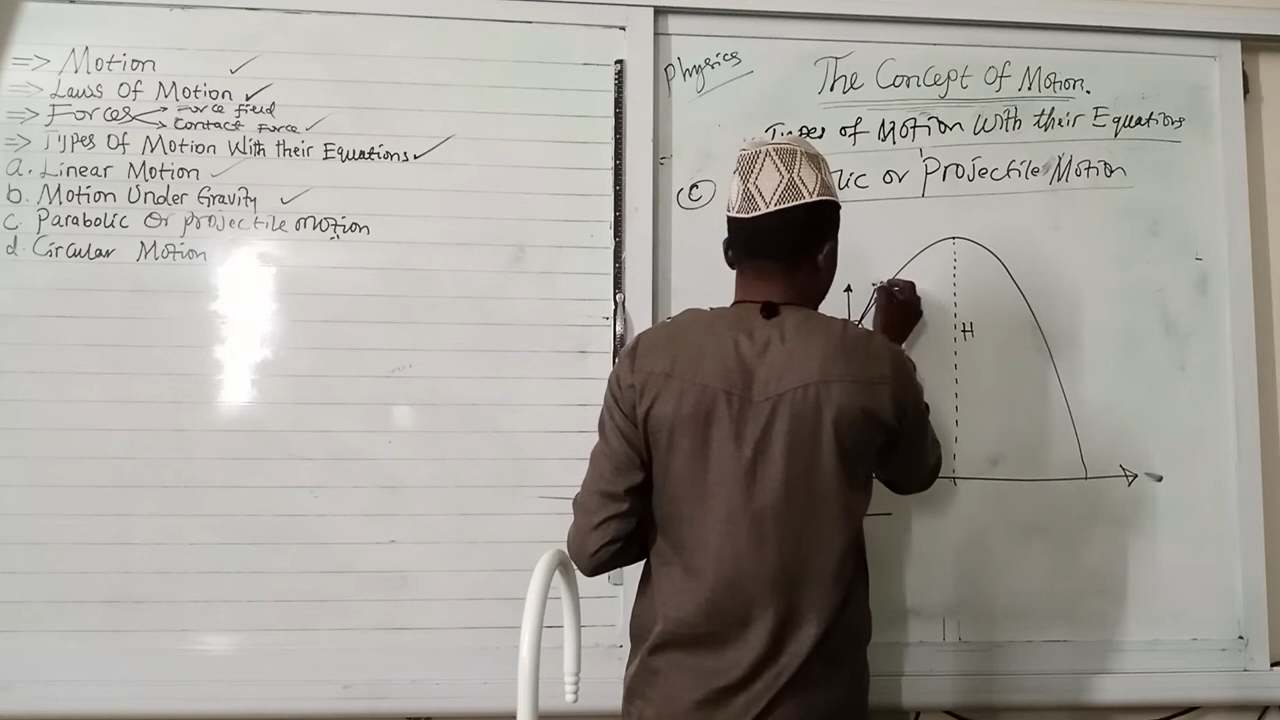 => Motion ✓
=> Laws Of Motion ✓
=> Forces → Force field
→ Contact Force ✓
=> Types Of Motion With their Equations ✓
a. Linear Motion ✓
b. Motion Under Gravity ✓
c. Parabolic Or projectile motion
d. Circular Motion
Physics
The Concept Of Motion.
Types of Motion With their Equations
(C) lic or Projectile Motion
H